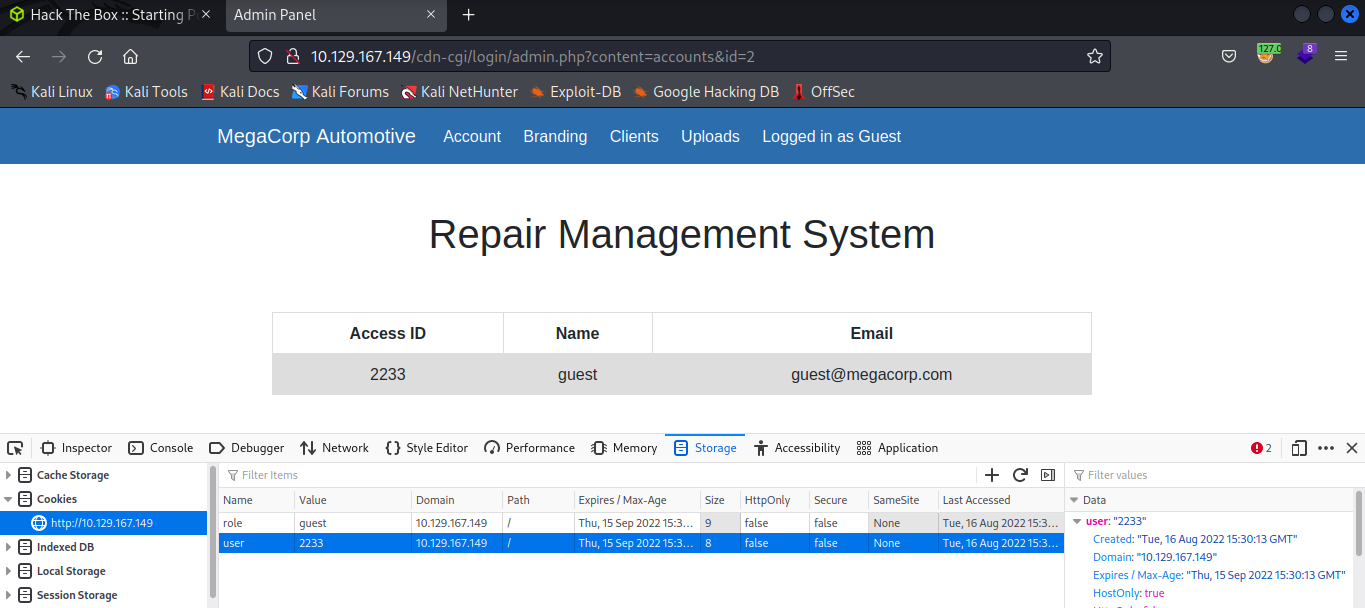 Hack The Box :: Starting P
Admin Panel
10.129.167.149/cdn-cgi/login/admin.php?content=accounts&id=2
127.0
8
Kali Linux Kali Tools Kali Docs Kali Forums Kali NetHunter Exploit-DB Google Hacking DB OffSec
MegaCorp Automotive Account Branding Clients Uploads Logged in as Guest
Repair Management System
Access ID Name Email
2233 guest guest@megacorp.com
Inspector Console Debugger Network Style Editor Performance Memory Storage Accessibility Application 2
Cache Storage
Cookies
http://10.129.167.149
Indexed DB
Local Storage
Session Storage
Filter Items
Name Value Domain Path Expires / Max-Age Size HttpOnly Secure SameSite Last Accessed
role guest 10.129.167.149 / Thu, 15 Sep 2022 15:3... 9 false false None Tue, 16 Aug 2022 15:3...
user 2233 10.129.167.149 / Thu, 15 Sep 2022 15:3... 8 false false None Tue, 16 Aug 2022 15:3...
Filter values
Data
user: "2233"
Created: "Tue, 16 Aug 2022 15:30:13 GMT"
Domain: "10.129.167.149"
Expires / Max-Age: "Thu, 15 Sep 2022 15:30:13 GMT"
HostOnly: true